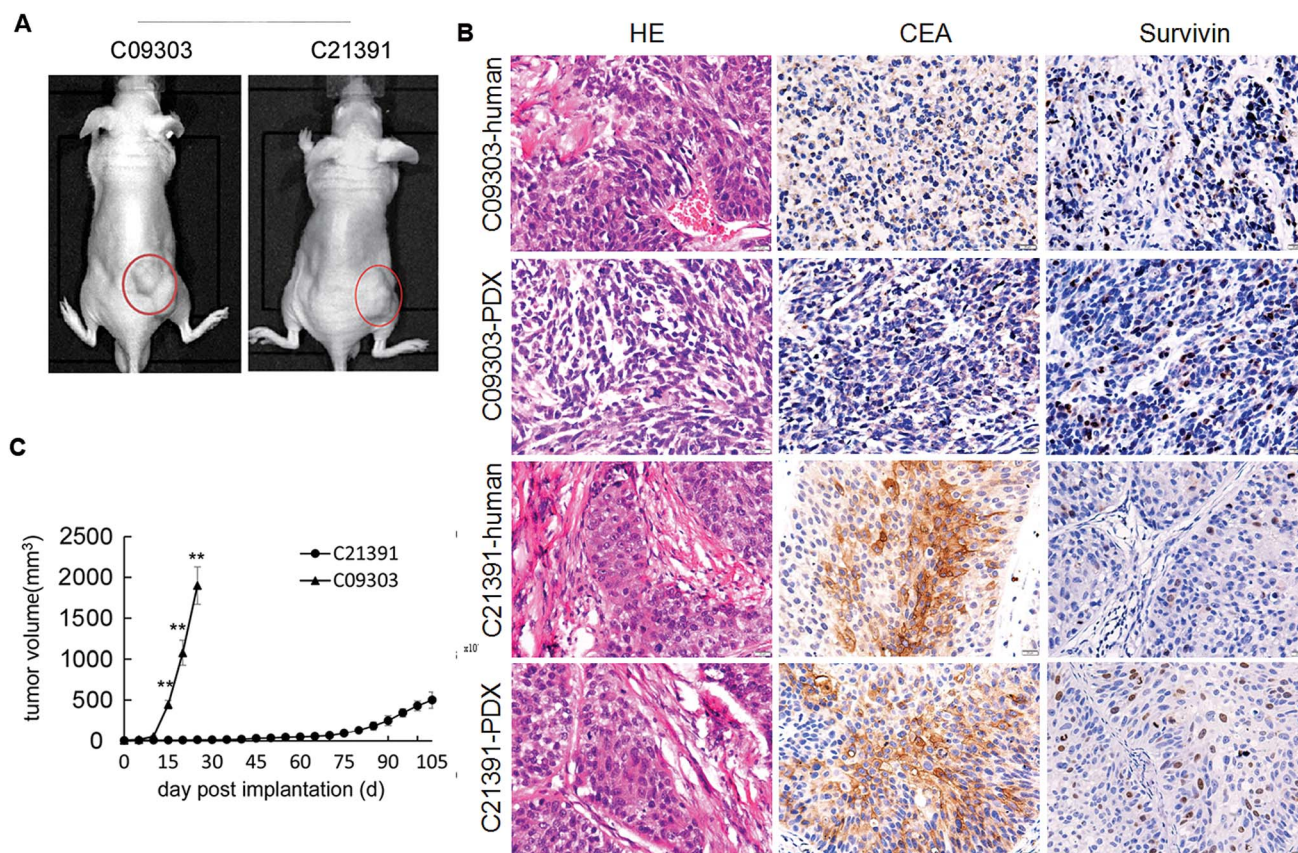 A
C09303 C21391
B
HE CEA Survivin
C09303-human
C09303-PDX
C21391-human
C21391-PDX
C
tumor volume(mm³)
2500
2000
1500
1000
500
0
C21391
C09303
**
**
**
0 15 30 45 60 75 90 105
day post implantation (d)